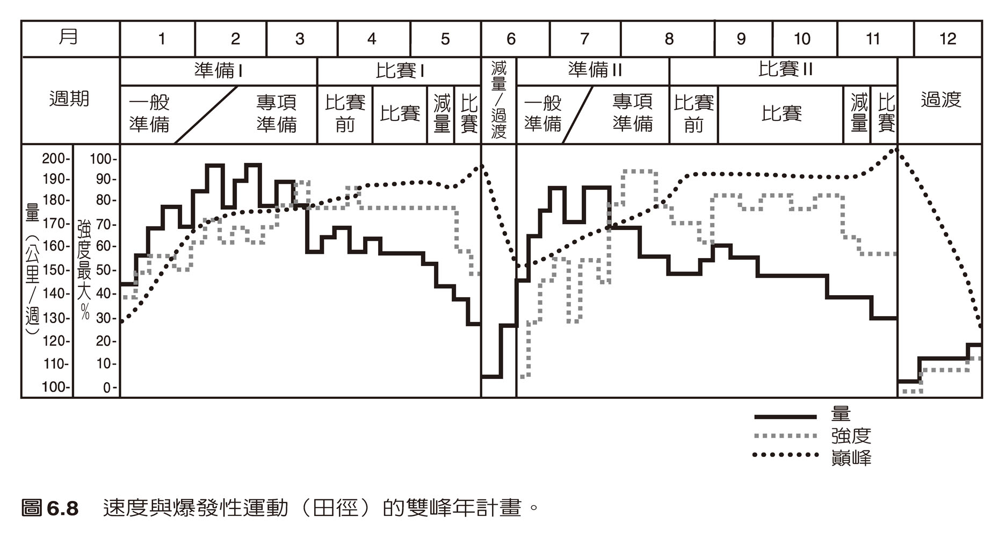 月 1 2 3 4 5 6 7 8 9 10 11 12
週期 準備I 比賽I 減量/過渡 準備II 比賽II 過渡
一般準備 專項準備 比賽前 比賽 減量 比賽 一般準備 專項準備 比賽前 比賽 減量 比賽
量（公里/週）
200-
190-
180-
170-
160-
150-
140-
130-
120-
110-
100-
強度最大%
100-
90-
80-
70-
60-
50-
40-
30-
20-
10-
0-
量
強度
巔峰
圖6.8 速度與爆發性運動（田徑）的雙峰年計畫。